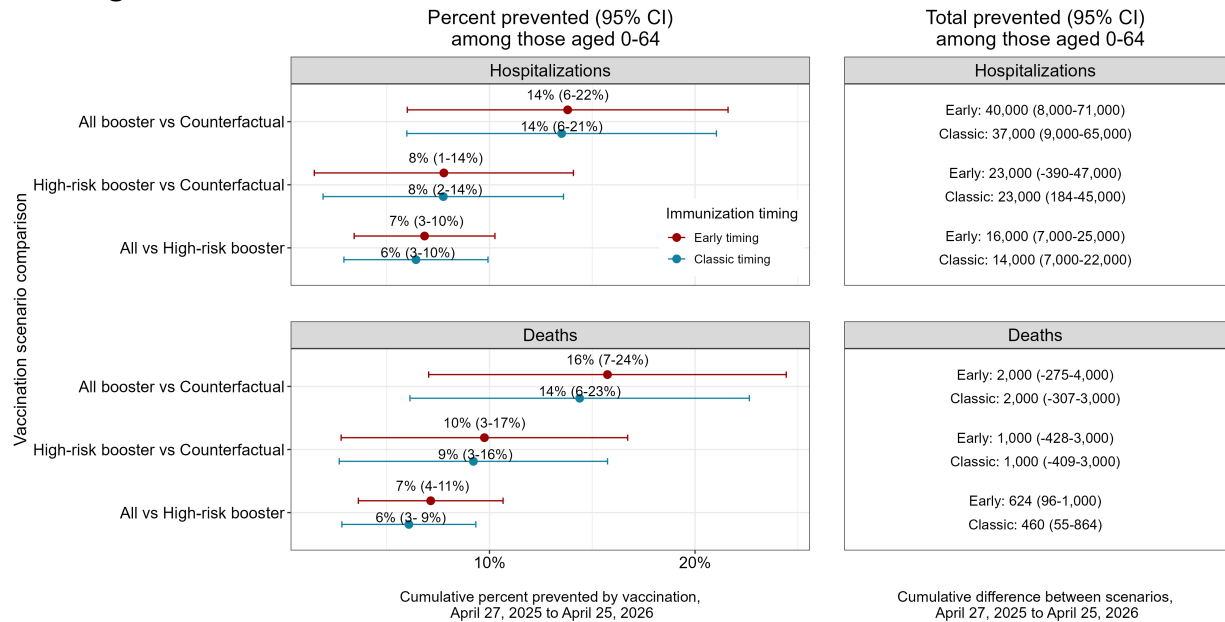 Percent prevented (95% CI)
among those aged 0-64
Total prevented (95% CI)
among those aged 0-64
Vaccination scenario comparison
Hospitalizations
All booster vs Counterfactual
14% (6-22%)
14% (6-21%)
High-risk booster vs Counterfactual
8% (1-14%)
8% (2-14%)
All vs High-risk booster
7% (3-10%)
6% (3-10%)
Immunization timing
Early timing
Classic timing
Hospitalizations
Early: 40,000 (8,000-71,000)
Classic: 37,000 (9,000-65,000)
Early: 23,000 (-390-47,000)
Classic: 23,000 (184-45,000)
Early: 16,000 (7,000-25,000)
Classic: 14,000 (7,000-22,000)
Deaths
All booster vs Counterfactual
16% (7-24%)
14% (6-23%)
High-risk booster vs Counterfactual
10% (3-17%)
9% (3-16%)
All vs High-risk booster
7% (4-11%)
6% (3- 9%)
10%
20%
Cumulative percent prevented by vaccination,
April 27, 2025 to April 25, 2026
Deaths
Early: 2,000 (-275-4,000)
Classic: 2,000 (-307-3,000)
Early: 1,000 (-428-3,000)
Classic: 1,000 (-409-3,000)
Early: 624 (96-1,000)
Classic: 460 (55-864)
Cumulative difference between scenarios,
April 27, 2025 to April 25, 2026